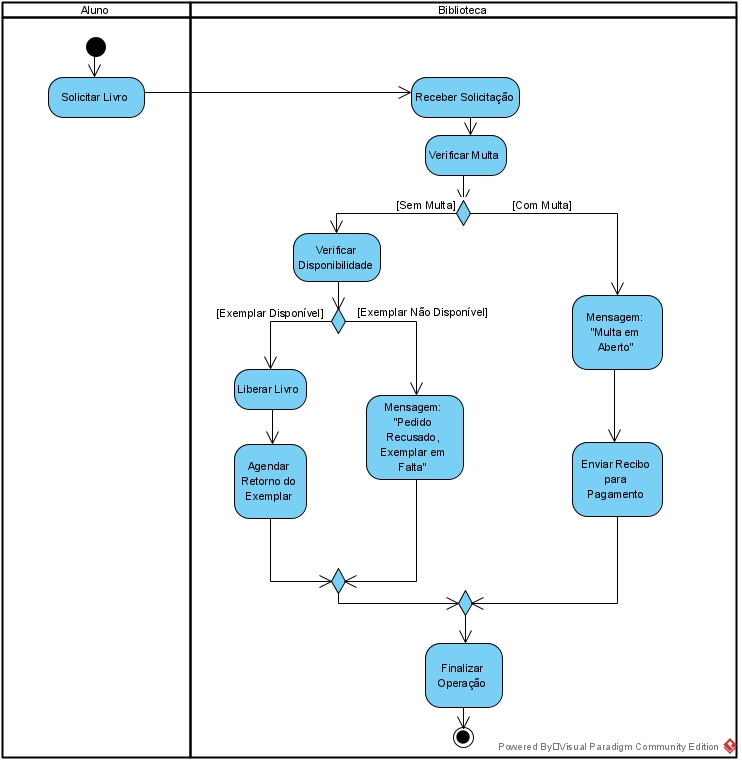 Aluno
Biblioteca
Solicitar Livro
Receber Solicitação
Verificar Multa
[Sem Multa]
[Com Multa]
Verificar
Disponibilidade
[Exemplar Disponível]
[Exemplar Não Disponível]
Mensagem:
"Multa em
Aberto"
Liberar Livro
Mensagem:
"Pedido
Recusado,
Exemplar em
Falta"
Agendar
Retorno do
Exemplar
Enviar Recibo
para
Pagamento
Finalizar
Operação
Powered By□Visual Paradigm Community Edition